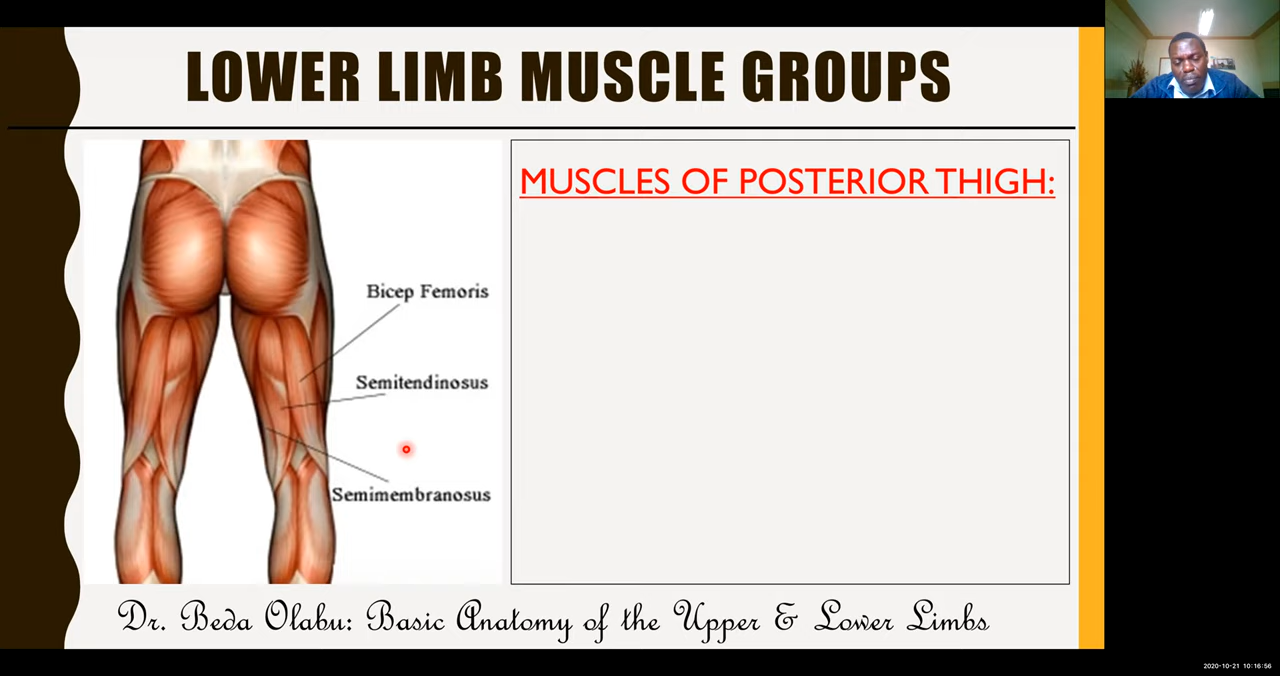 LOWER LIMB MUSCLE GROUPS
MUSCLES OF POSTERIOR THIGH:
Bicep Femoris
Semitendinosus
Semimembranosus
Dr. Beda Olabu: Basic Anatomy of the Upper & Lower Limbs
2020-10-21 10:16:56